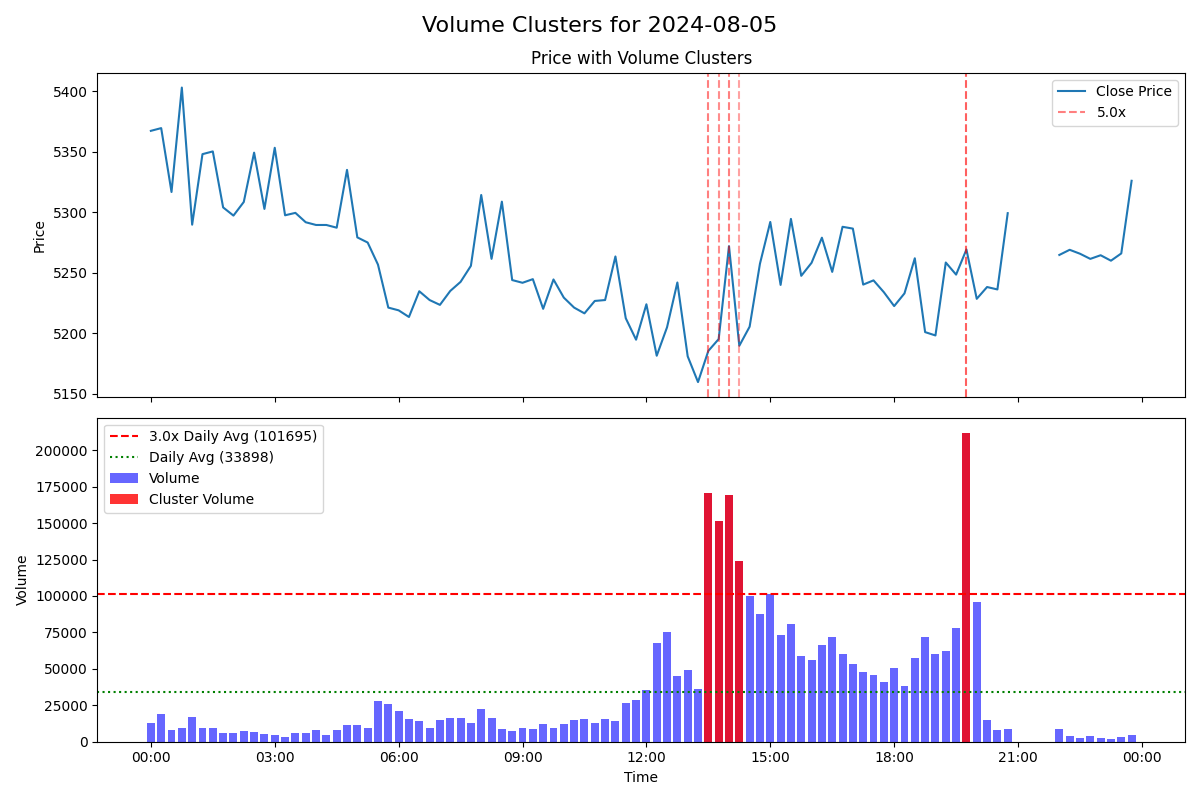 Volume Clusters for 2024-08-05
Price with Volume Clusters
5400
5350
5300
5250
5200
5150
Price
Close Price
5.0x
200000
175000
150000
125000
100000
75000
50000
25000
0
Volume
3.0x Daily Avg (101695)
Daily Avg (33898)
Volume
Cluster Volume
00:00
03:00
06:00
09:00
12:00
15:00
18:00
21:00
00:00
Time